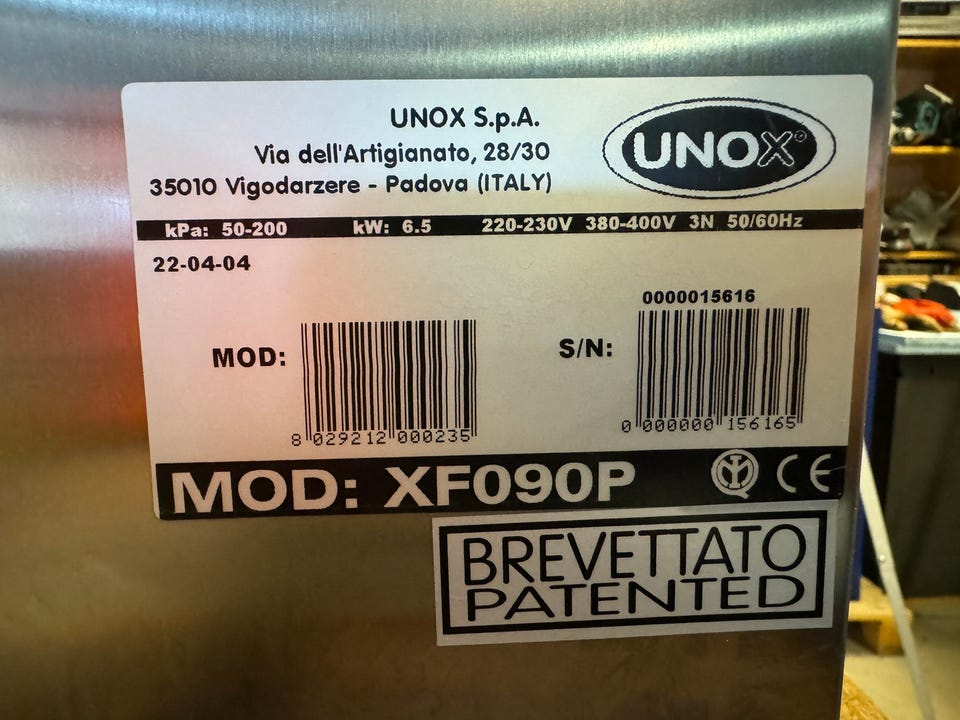 UNOX S.p.A.
Via dell'Artigianato, 28/30
35010 Vigodarzere - Padova (ITALY)
UNOX®
kPa: 50-200 kW: 6.5 220-230V 380-400V 3N 50/60Hz
22-04-04
0000015616
MOD: S/N:
8 029212 000235
0 000000 156165
MOD: XF090P IMQ CE
BREVETTATO
PATENTED